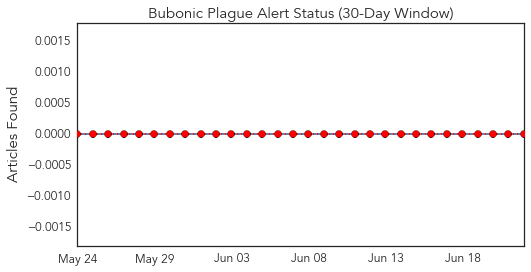 Bubonic Plague Alert Status (30-Day Window)
Articles Found
0.0015
0.0010
0.0005
0.0000
−0.0005
−0.0010
−0.0015
May 24 May 29 Jun 03 Jun 08 Jun 13 Jun 18